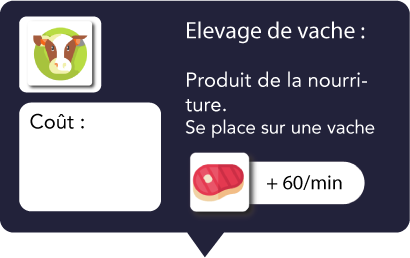 Elevage de vache :
Produit de la nourri-
ture.
Se place sur une vache
Coût :
+ 60/min